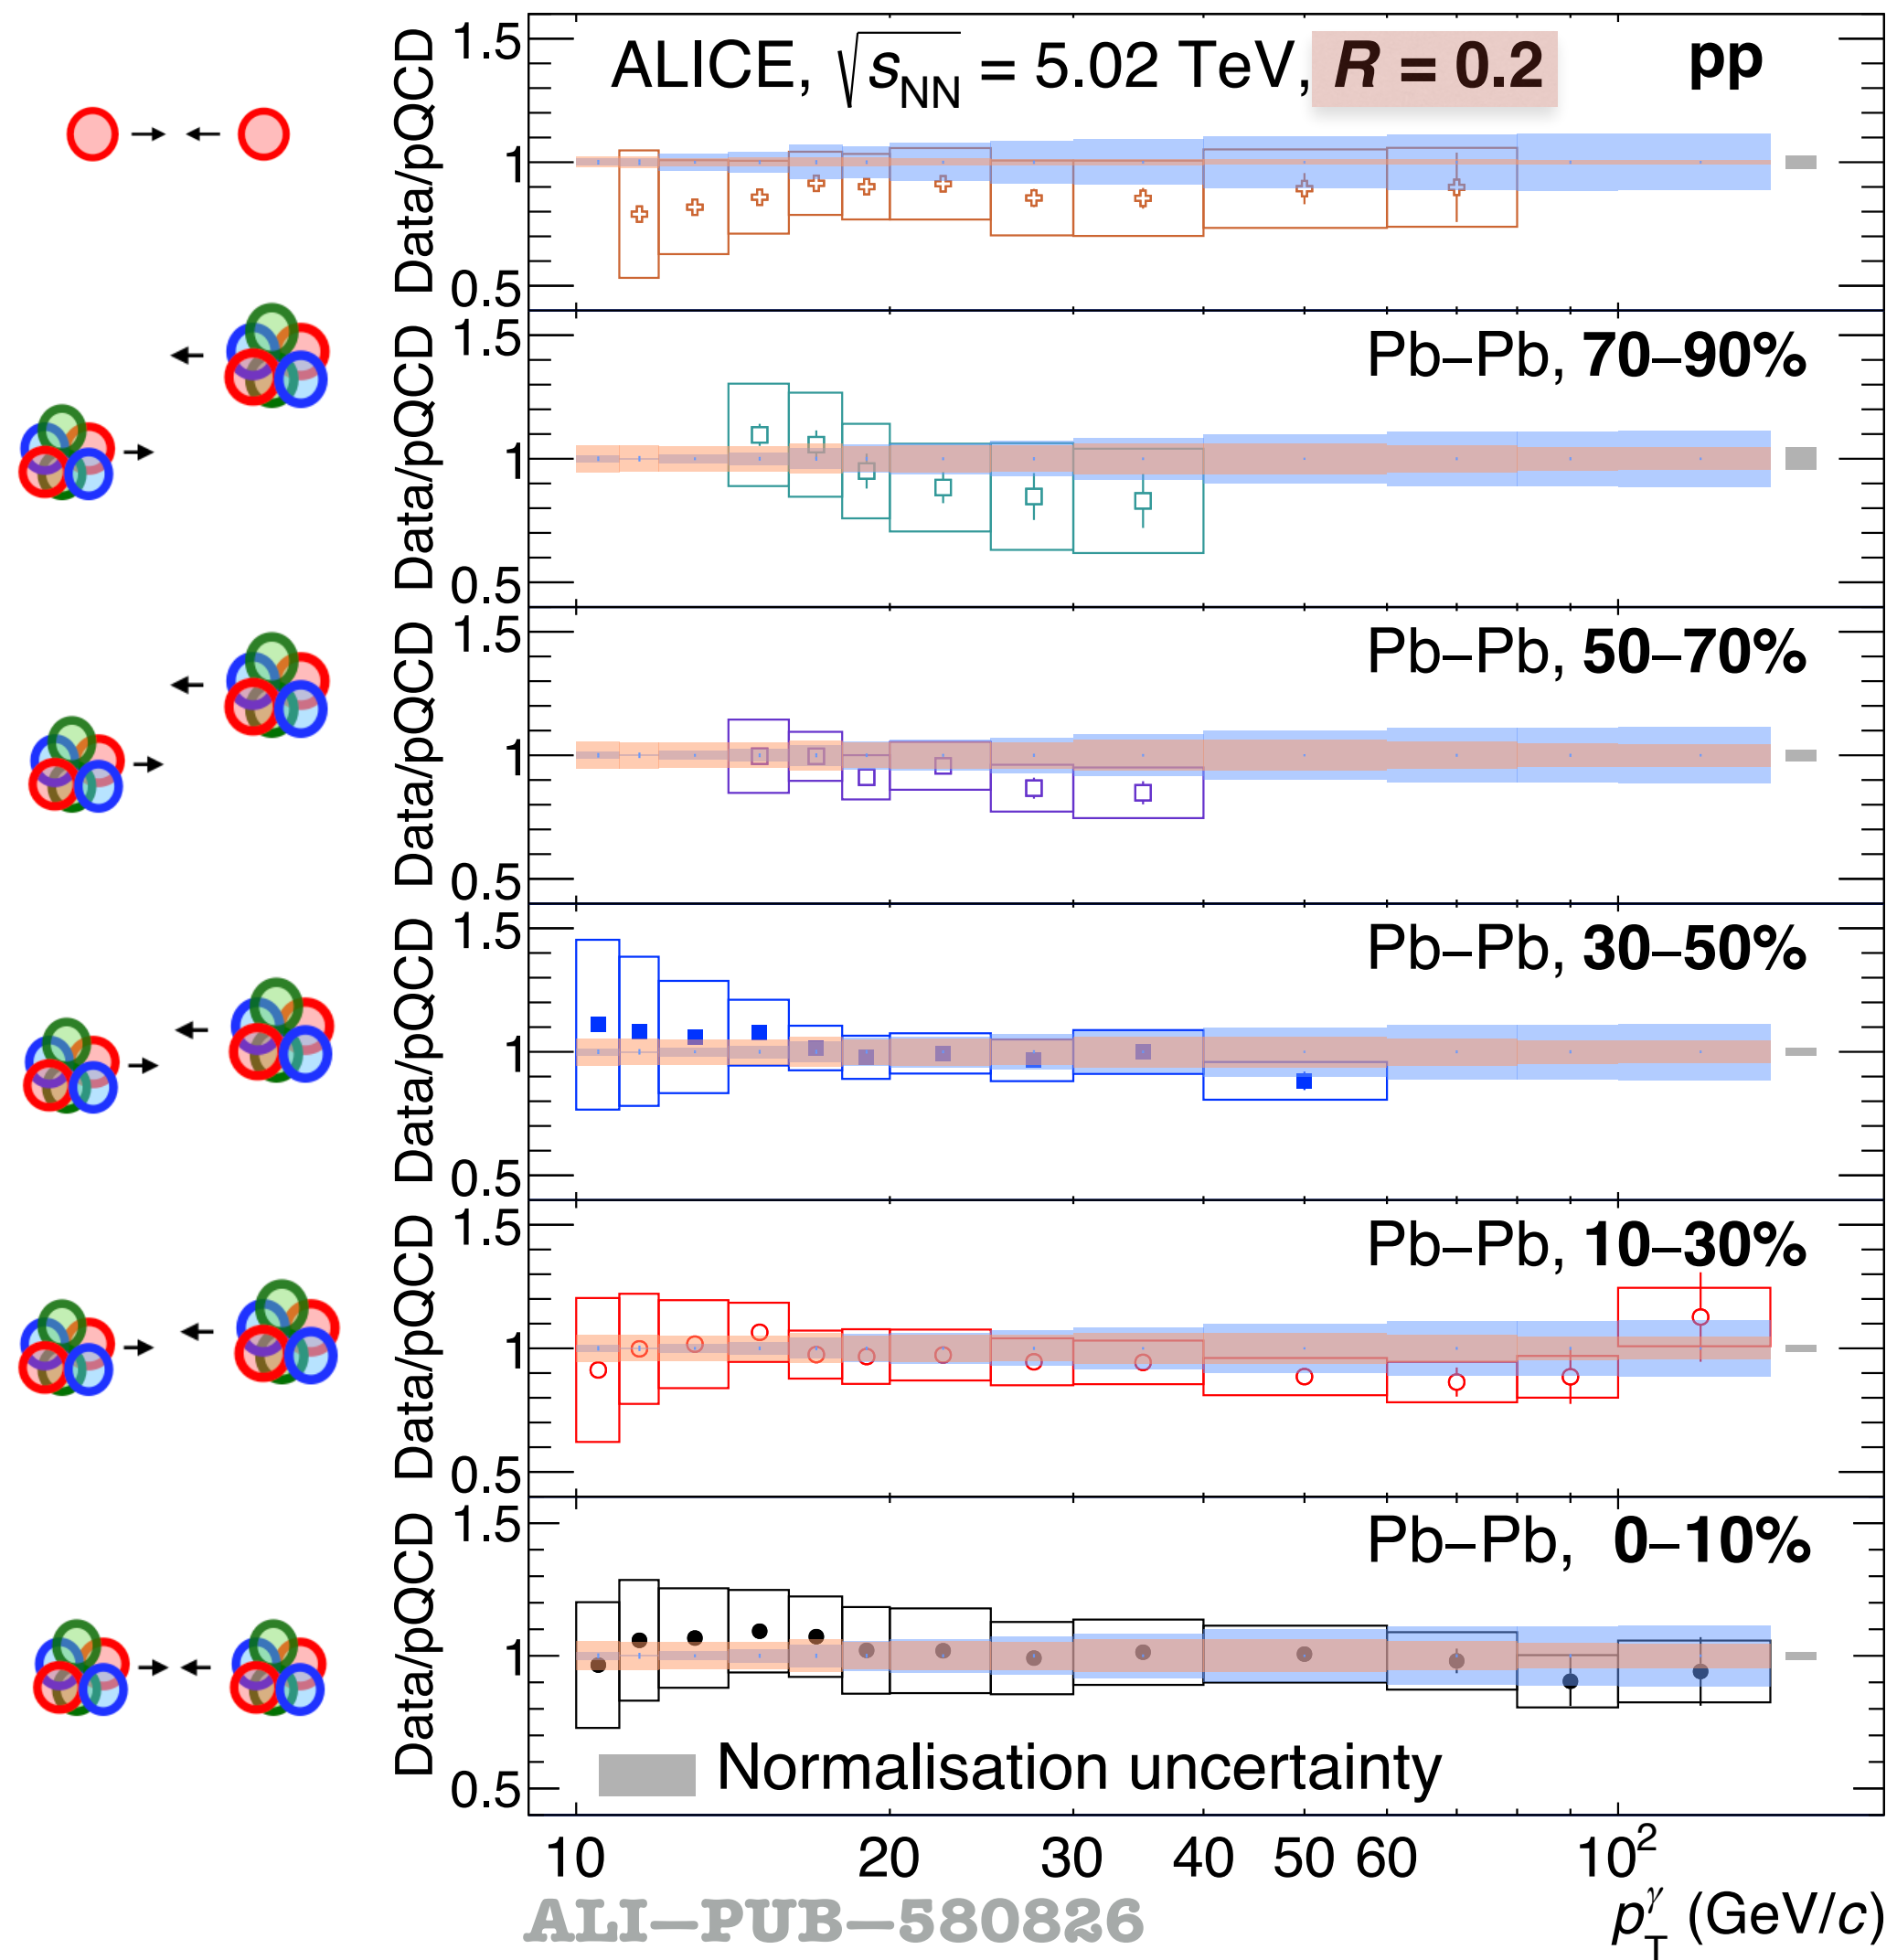 ALICE, √sNN = 5.02 TeV, R = 0.2 pp
Data/pQCD
1.5
1
0.5
Pb–Pb, 70–90%
Data/pQCD
1.5
1
0.5
Pb–Pb, 50–70%
Data/pQCD
1.5
1
0.5
Pb–Pb, 30–50%
Data/pQCD
1.5
1
0.5
Pb–Pb, 10–30%
Data/pQCD
1.5
1
0.5
Pb–Pb, 0–10%
Data/pQCD
1.5
1
0.5
Normalisation uncertainty
10 20 30 40 50 60 10²
ALI–PUB–580826
pTγ (GeV/c)